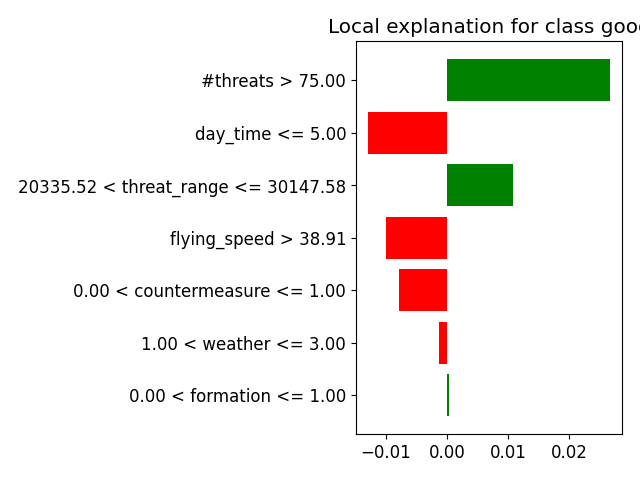 Local explanation for class good
#threats > 75.00
day_time <= 5.00
20335.52 < threat_range <= 30147.58
flying_speed > 38.91
0.00 < countermeasure <= 1.00
1.00 < weather <= 3.00
0.00 < formation <= 1.00
−0.01 0.00 0.01 0.02